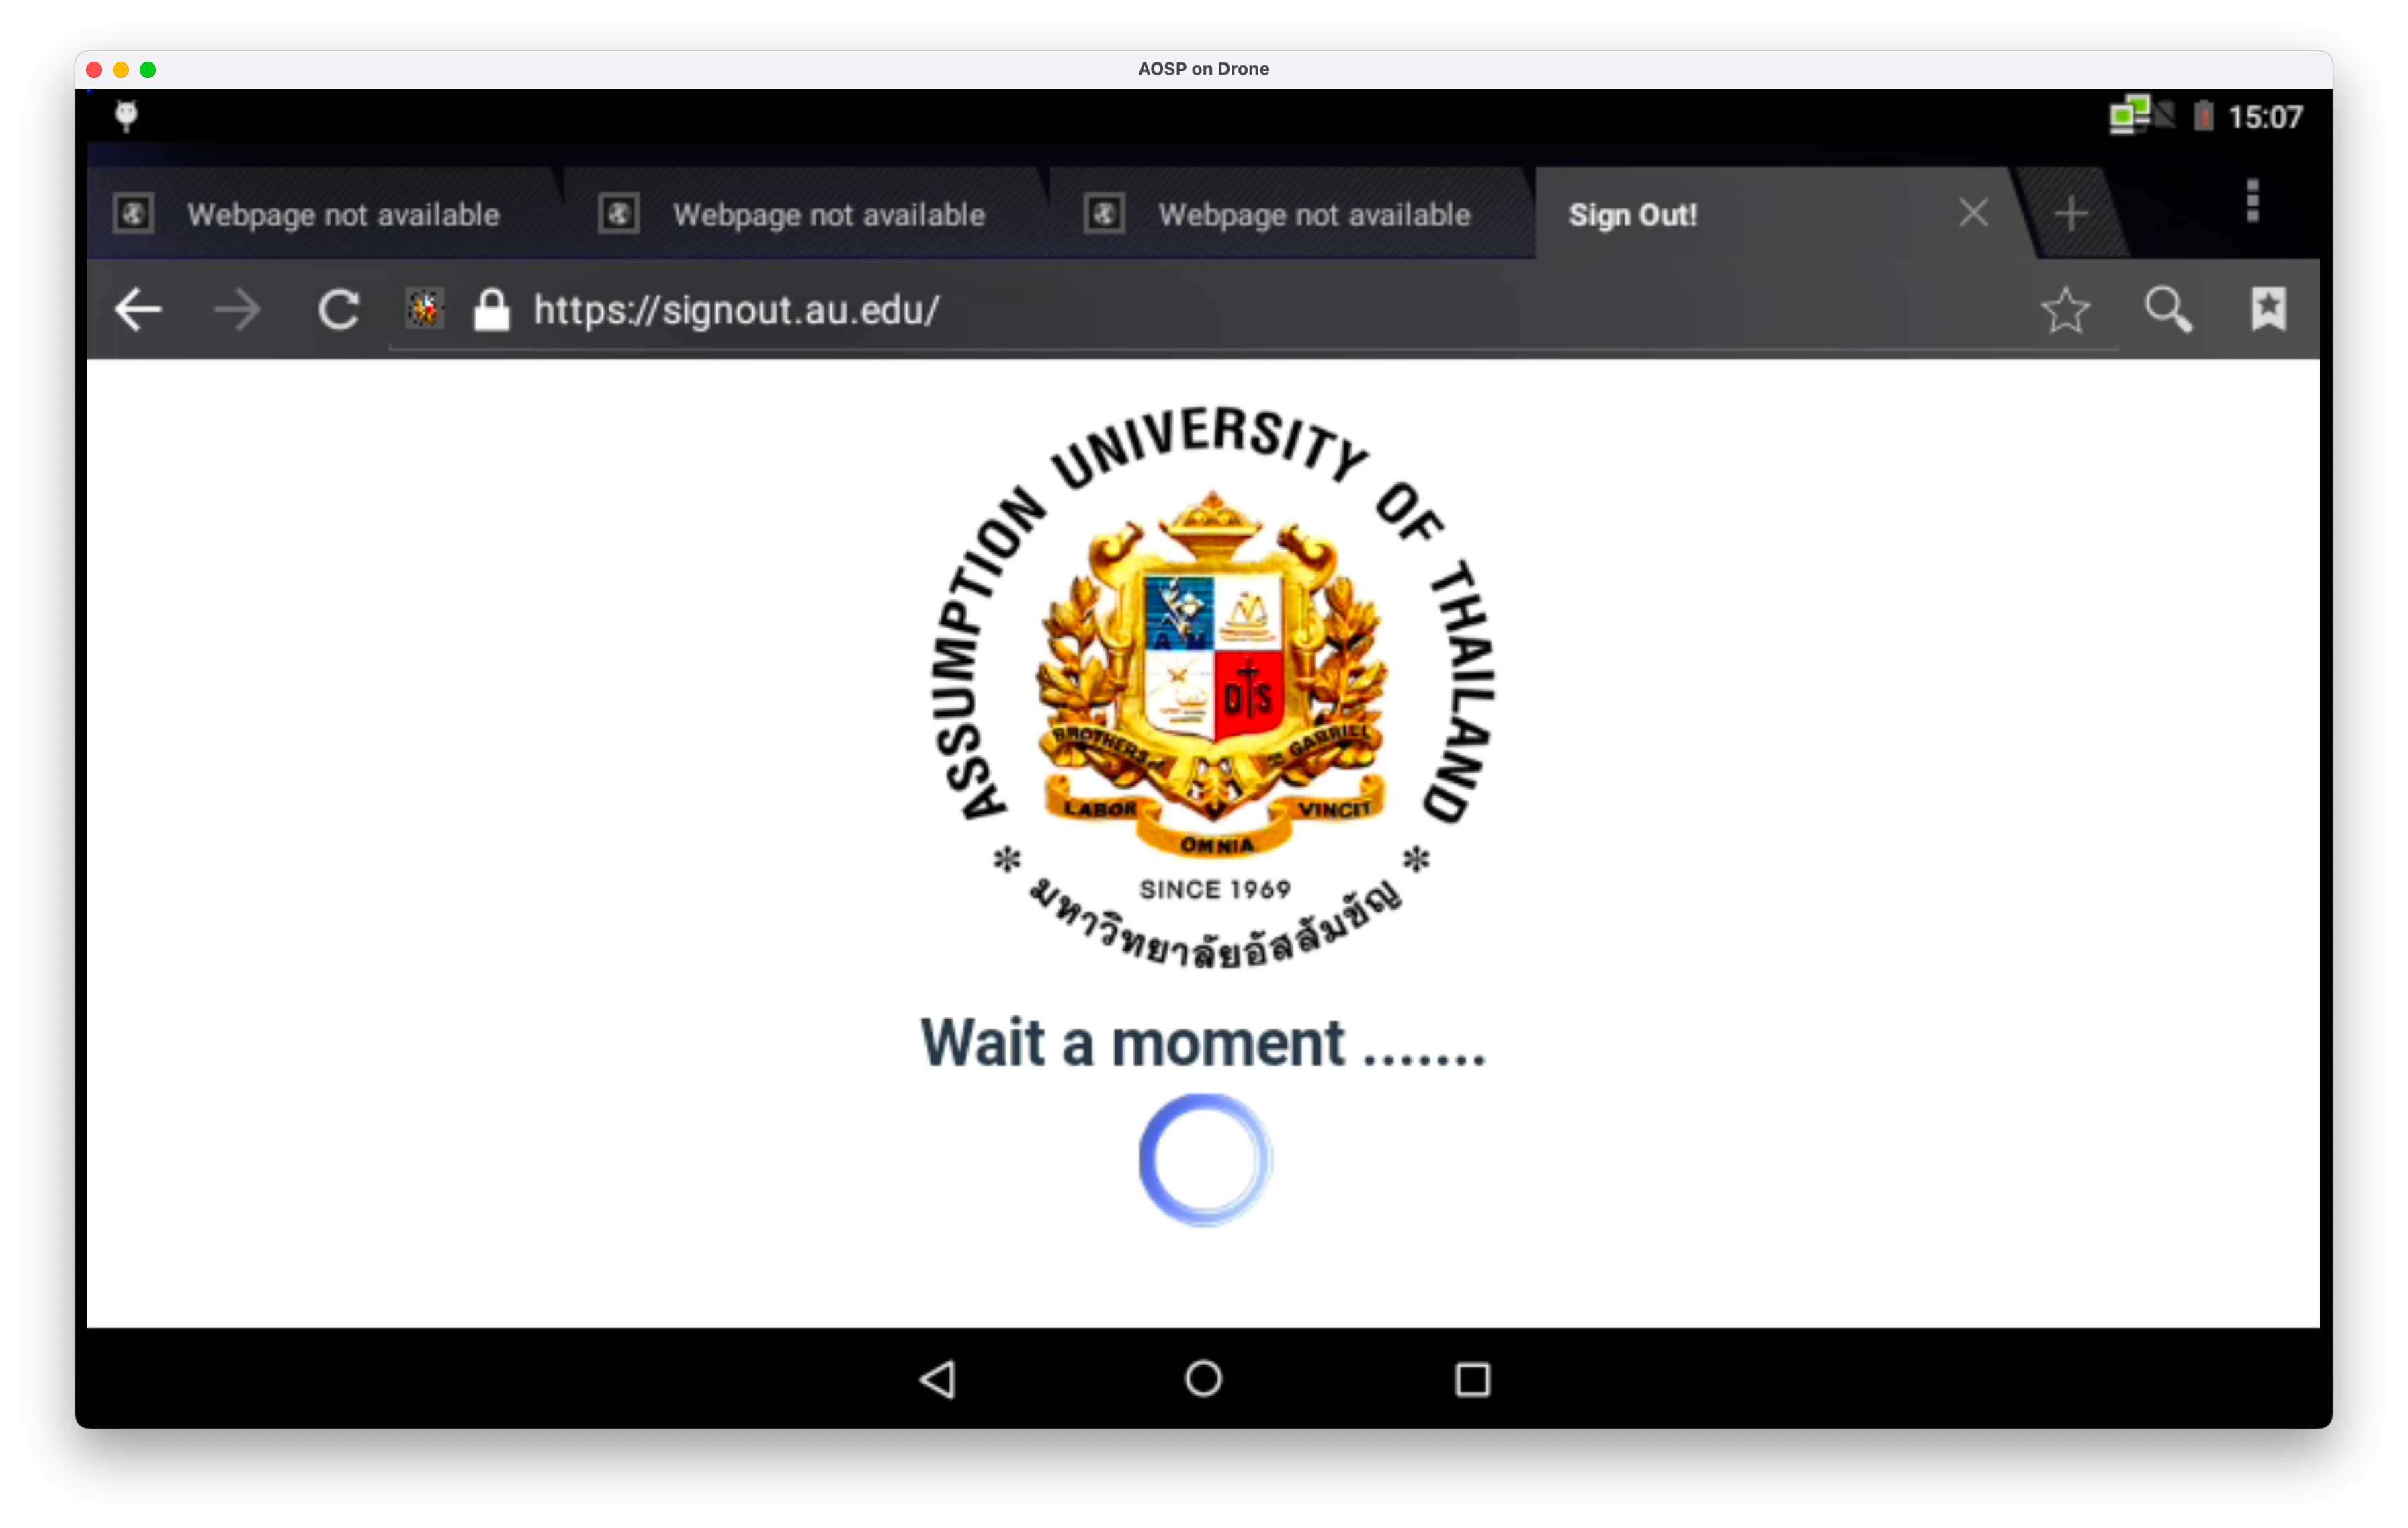 AOSP on Drone
15:07
Webpage not available
Webpage not available
Webpage not available
Sign Out!
https://signout.au.edu/
ASSUMPTION UNIVERSITY OF THAILAND
A M
D S
BROTHERS of St GABRIEL
LABOR
VINCIT
OMNIA
SINCE 1969
* มหาวิทยาลัยอัสสัมชัญ *
Wait a moment .......